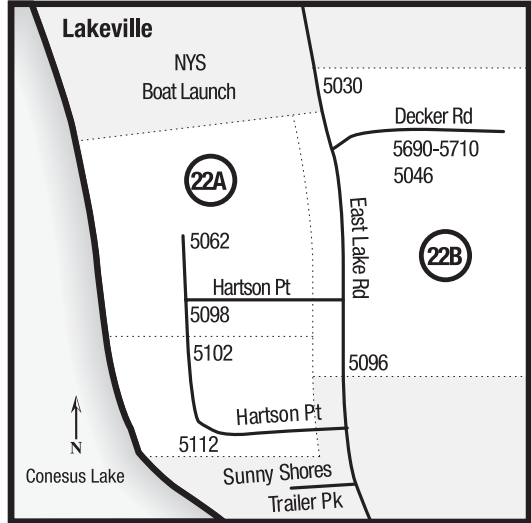 Lakeville
NYS
Boat Launch
5030
Decker Rd
5690-5710
5046
22A
East Lake Rd
22B
5062
Hartson Pt
5098
5102
5096
Hartson Pt
5112
N
Conesus Lake
Sunny Shores
Trailer Pk